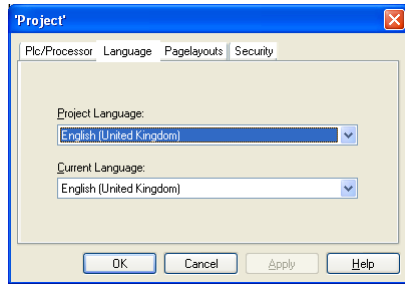 'Project'
Plc/Processor Language Pagelayouts Security
Project Language:
English (United Kingdom)
Current Language:
English (United Kingdom)
OK Cancel Apply Help